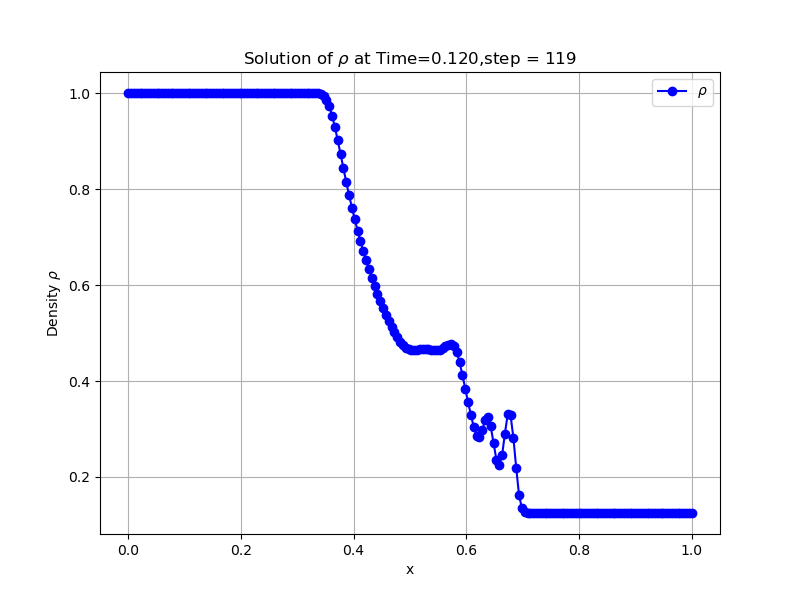 Solution of ρ at Time=0.120,step = 119
ρ
1.0
0.8
0.6
0.4
0.2
Density ρ
0.0 0.2 0.4 0.6 0.8 1.0
x